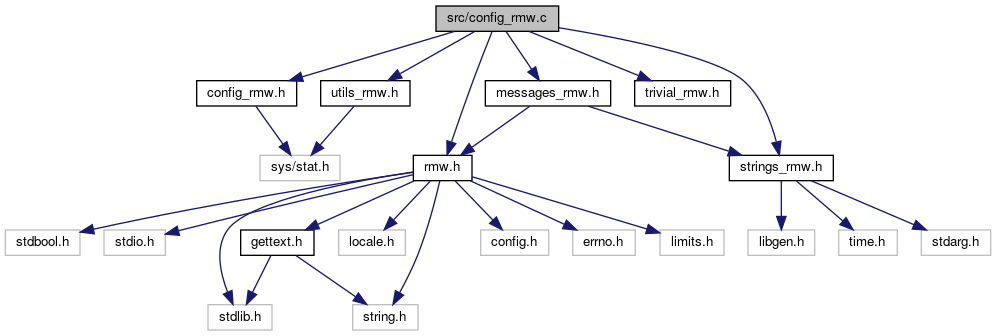 src/config_rmw.c
config_rmw.h
utils_rmw.h
messages_rmw.h
trivial_rmw.h
sys/stat.h
rmw.h
strings_rmw.h
stdbool.h
stdio.h
gettext.h
locale.h
config.h
errno.h
limits.h
libgen.h
time.h
stdarg.h
stdlib.h
string.h